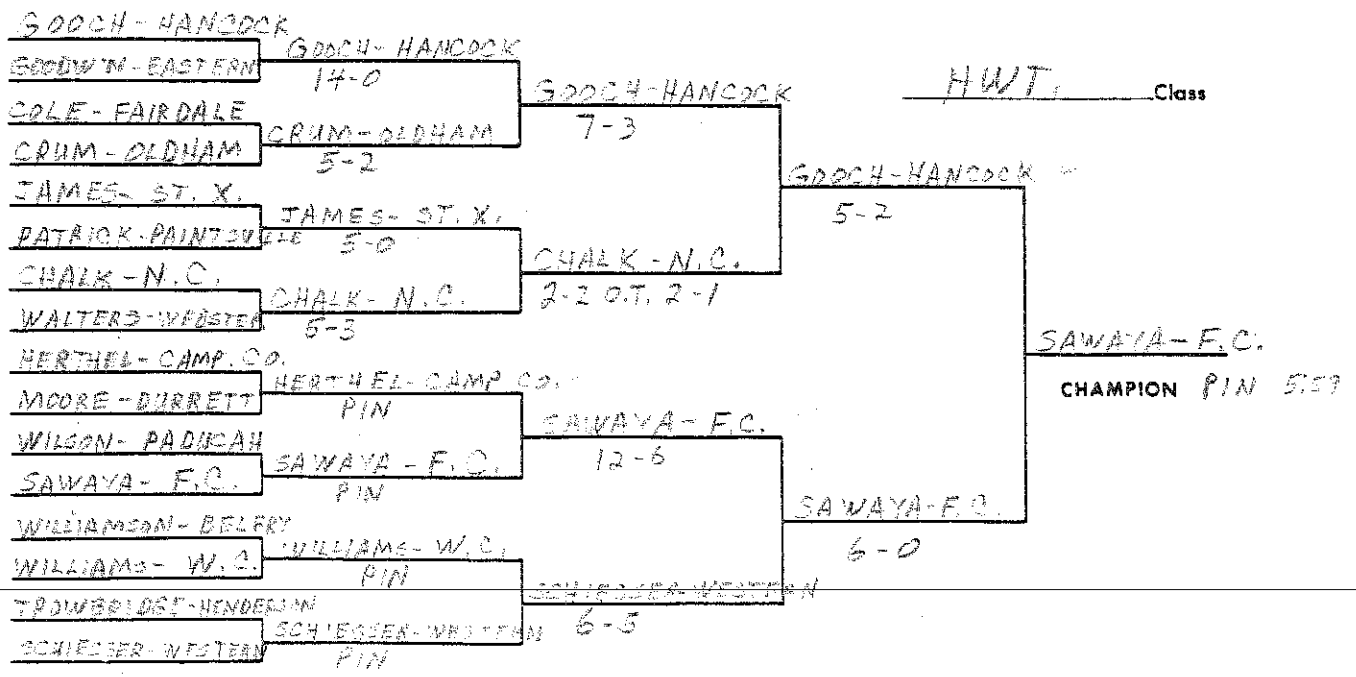 GOOCH-HANCOCK
GOODWIN-EASTERN
COLE-FAIRDALE
CRUM-OLDHAM
JAMES-ST. X.
PATRICK-PAINTSVILLE
CHALK-N.C.
WALTERS-WEBSTER
HERTHEL-CAMP. CO.
MOORE-DURRETT
WILSON-PADUCAH
SAWAYA-F.C.
WILLIAMSON-BELFRY
WILLIAMS-W.C.
TROWBRIDGE-HENDERSON
SCHIESSER-WESTERN
GOOCH-HANCOCK
14-0
CRUM-OLDHAM
5-2
JAMES-ST. X.
5-0
CHALK-N.C.
5-3
HERTHEL-CAMP CO.
PIN
SAWAYA-F.C.
PIN
WILLIAMS-W.C.
PIN
SCHIESSER-WESTERN
PIN
GOOCH-HANCOCK
7-3
CHALK-N.C.
2-2 O.T. 2-1
SAWAYA-F.C.
12-6
SCHIESSER-WESTERN
6-5
HWT. Class
GOOCH-HANCOCK
5-2
SAWAYA-F.C.
6-0
SAWAYA-F.C.
CHAMPION PIN 5:59